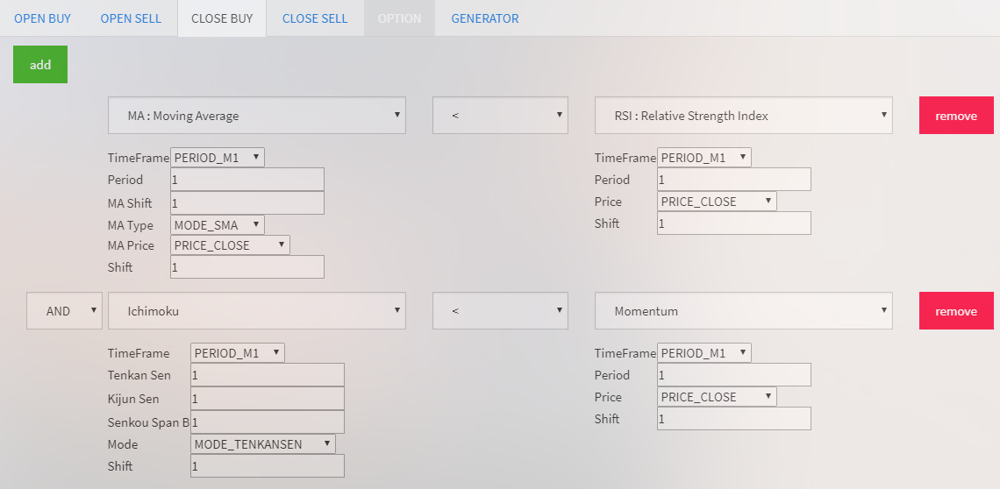 OPEN BUY OPEN SELL CLOSE BUY CLOSE SELL OPTION GENERATOR
add
MA : Moving Average < RSI : Relative Strength Index remove
TimeFrame PERIOD_M1 TimeFrame PERIOD_M1
Period 1 Period 1
MA Shift 1 Price PRICE_CLOSE
MA Type MODE_SMA Shift 1
MA Price PRICE_CLOSE
Shift 1
AND Ichimoku < Momentum remove
TimeFrame PERIOD_M1 TimeFrame PERIOD_M1
Tenkan Sen 1 Period 1
Kijun Sen 1 Price PRICE_CLOSE
Senkou Span B 1 Shift 1
Mode MODE_TENKANSEN
Shift 1